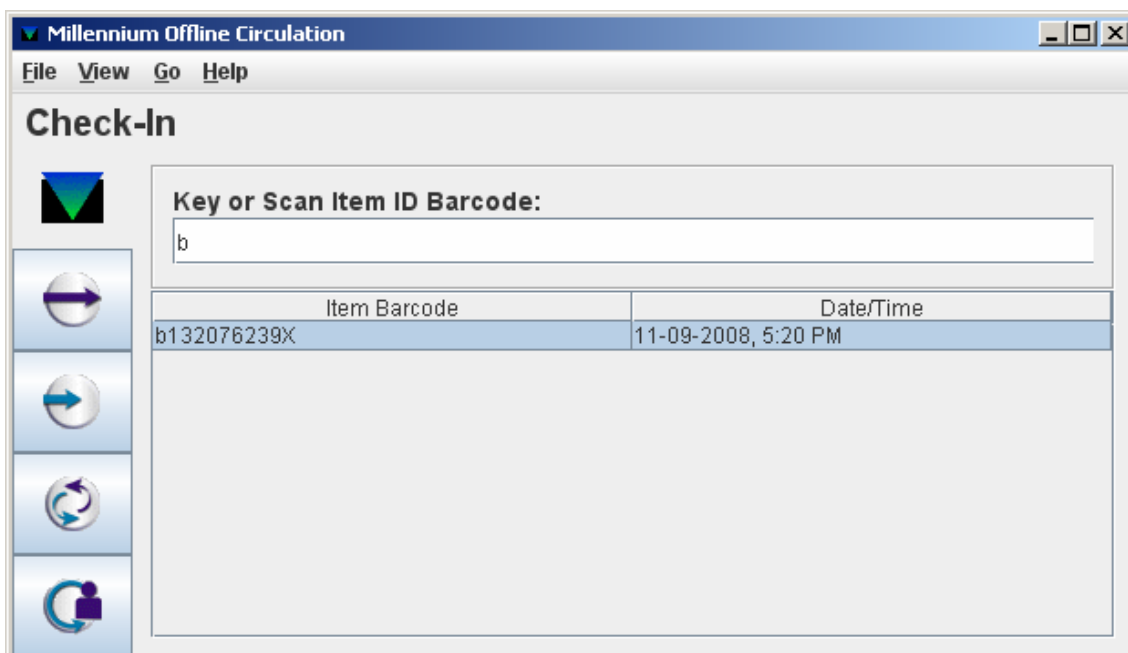 Millennium Offline Circulation
File View Go Help
Check-In
Key or Scan Item ID Barcode:
b
Item Barcode Date/Time
b132076239X 11-09-2008, 5:20 PM